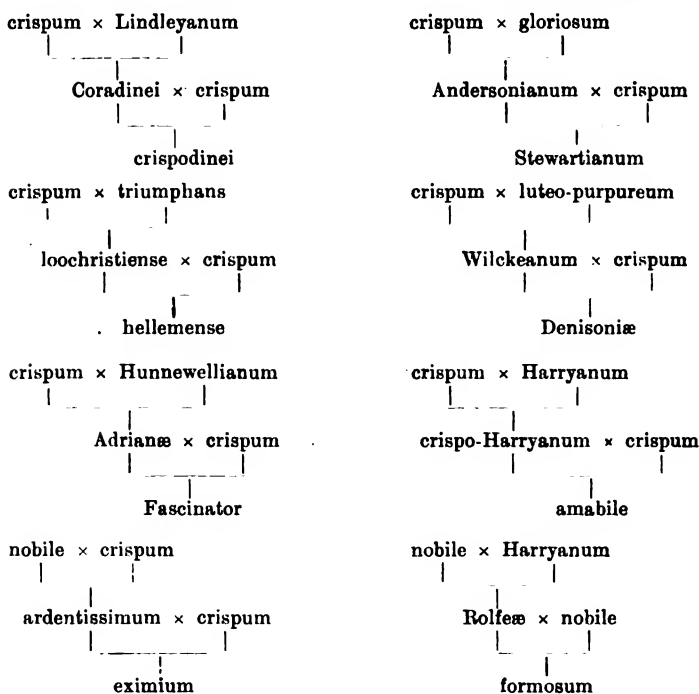 crispum × Lindleyanum
Coradinei × crispum
crispodinei
crispum × gloriosum
Andersonianum × crispum
Stewartianum
crispum × triumphans
loochristiense × crispum
hellemense
crispum × luteo-purpureum
Wilckeanum × crispum
Denisoniæ
crispum × Hunnewellianum
Adrianæ × crispum
Fascinator
crispum × Harryanum
crispo-Harryanum × crispum
amabile
nobile × crispum
ardentissimum × crispum
eximium
nobile × Harryanum
Rolfeæ × nobile
formosum